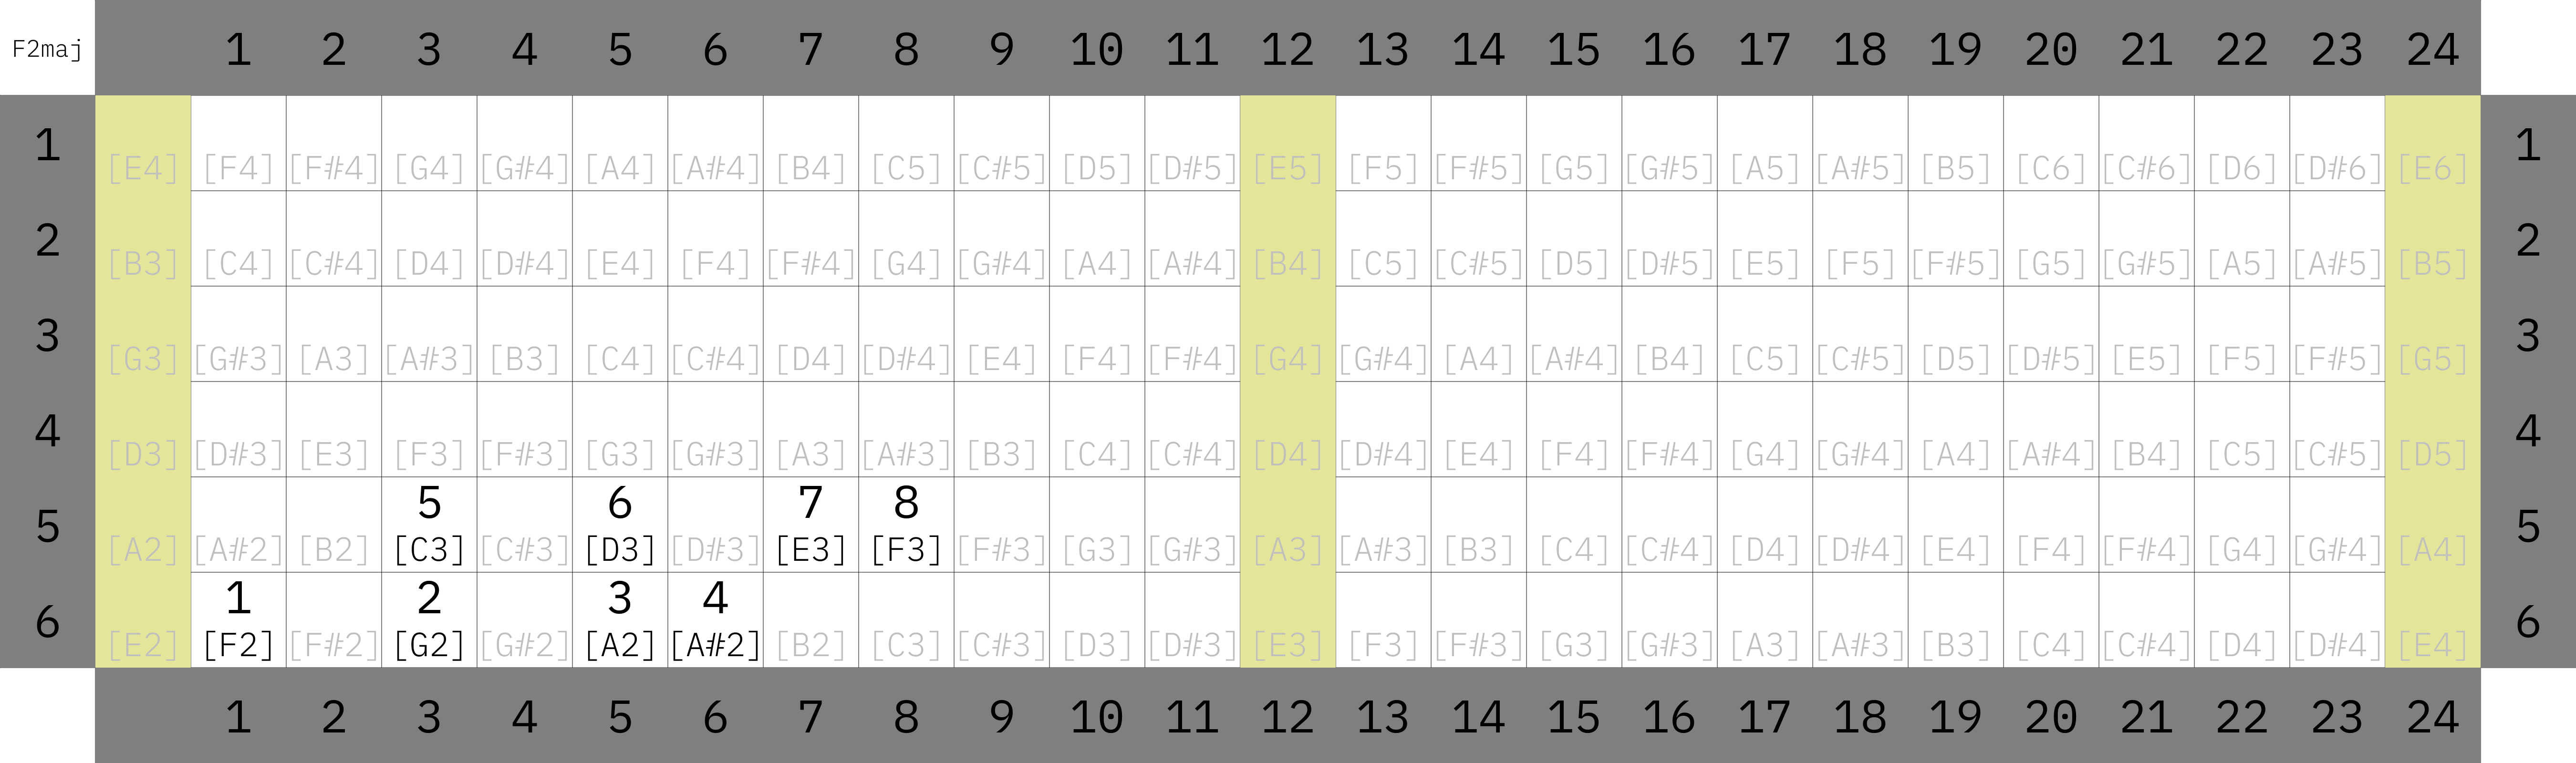 F2maj 1 2 3 4 5 6 7 8 9 10 11 12 13 14 15 16 17 18 19 20 21 22 23 24
1 [E4] [F4] [F#4] [G4] [G#4] [A4] [A#4] [B4] [C5] [C#5] [D5] [D#5] [E5] [F5] [F#5] [G5] [G#5] [A5] [A#5] [B5] [C6] [C#6] [D6] [D#6] [E6] 1
2 [B3] [C4] [C#4] [D4] [D#4] [E4] [F4] [F#4] [G4] [G#4] [A4] [A#4] [B4] [C5] [C#5] [D5] [D#5] [E5] [F5] [F#5] [G5] [G#5] [A5] [A#5] [B5] 2
3 [G3] [G#3] [A3] [A#3] [B3] [C4] [C#4] [D4] [D#4] [E4] [F4] [F#4] [G4] [G#4] [A4] [A#4] [B4] [C5] [C#5] [D5] [D#5] [E5] [F5] [F#5] [G5] 3
4 [D3] [D#3] [E3] [F3] [F#3] [G3] [G#3] [A3] [A#3] [B3] [C4] [C#4] [D4] [D#4] [E4] [F4] [F#4] [G4] [G#4] [A4] [A#4] [B4] [C5] [C#5] [D5] 4
5 6 7 8
5 [A2] [A#2] [B2] [C3] [C#3] [D3] [D#3] [E3] [F3] [F#3] [G3] [G#3] [A3] [A#3] [B3] [C4] [C#4] [D4] [D#4] [E4] [F4] [F#4] [G4] [G#4] [A4] 5
1 2 3 4
6 [E2] [F2] [F#2] [G2] [G#2] [A2] [A#2] [B2] [C3] [C#3] [D3] [D#3] [E3] [F3] [F#3] [G3] [G#3] [A3] [A#3] [B3] [C4] [C#4] [D4] [D#4] [E4] 6
1 2 3 4 5 6 7 8 9 10 11 12 13 14 15 16 17 18 19 20 21 22 23 24